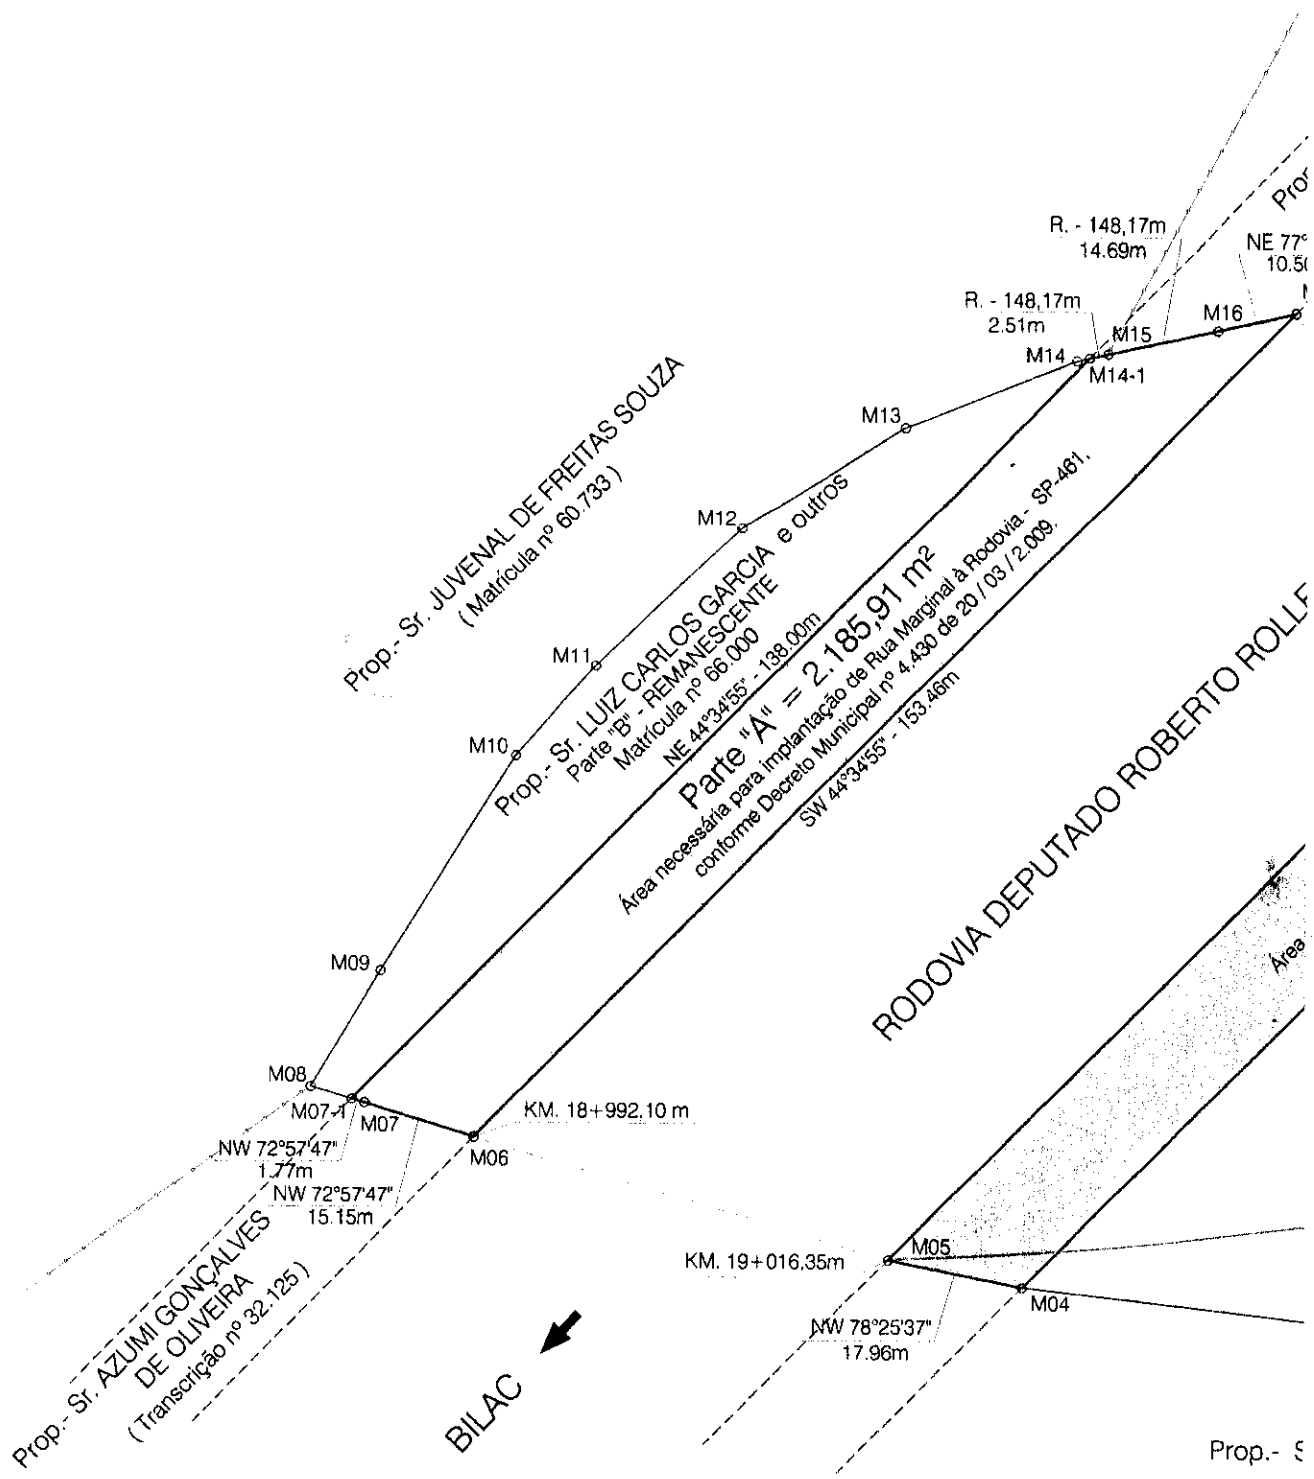 R. - 148,17m
14.69m
NE 77°
10.50
R. - 148,17m
2.51m
M16
M15
M14
M14-1
M13
M12
M11
M10
M09
M08
M07-1
M07
M06
Prop.- Sr. JUVENAL DE FREITAS SOUZA
( Matrícula nº 60.733 )
Prop.- Sr. LUIZ CARLOS GARCIA e outros
Parte "B" - REMANESCENTE
Matrícula nº 66.000
NE 44°34'55" - 138.00m
Parte "A" = 2.185,91 m²
Área necessária para implantação de Rua Marginal à Rodovia - SP-461,
conforme Decreto Municipal nº 4.430 de 20 / 03 / 2.009.
SW 44°34'55" - 153.46m
RODOVIA DEPUTADO ROBERTO ROLLE
Área
KM. 18+992,10 m
NW 72°57'47"
1.77m
NW 72°57'47"
15.15m
Prop.- Sr. AZUMI GONÇALVES
DE OLIVEIRA
( Transcrição nº 32.125 )
KM. 19+016,35m
M05
M04
NW 78°25'37"
17.96m
BILAC
Prop.- S